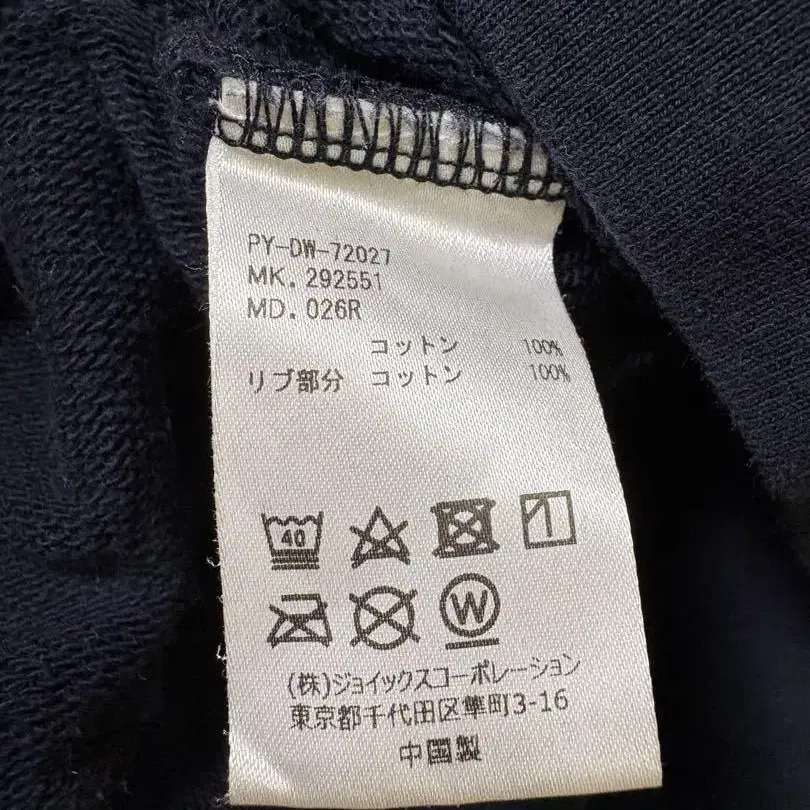 PY-DW-72027
MK. 292551
MD. 026R
コットン 100%
リブ部分 コットン 100%
40
W
(株)ジョイックスコーポレーション
東京都千代田区隼町3-16
中国製